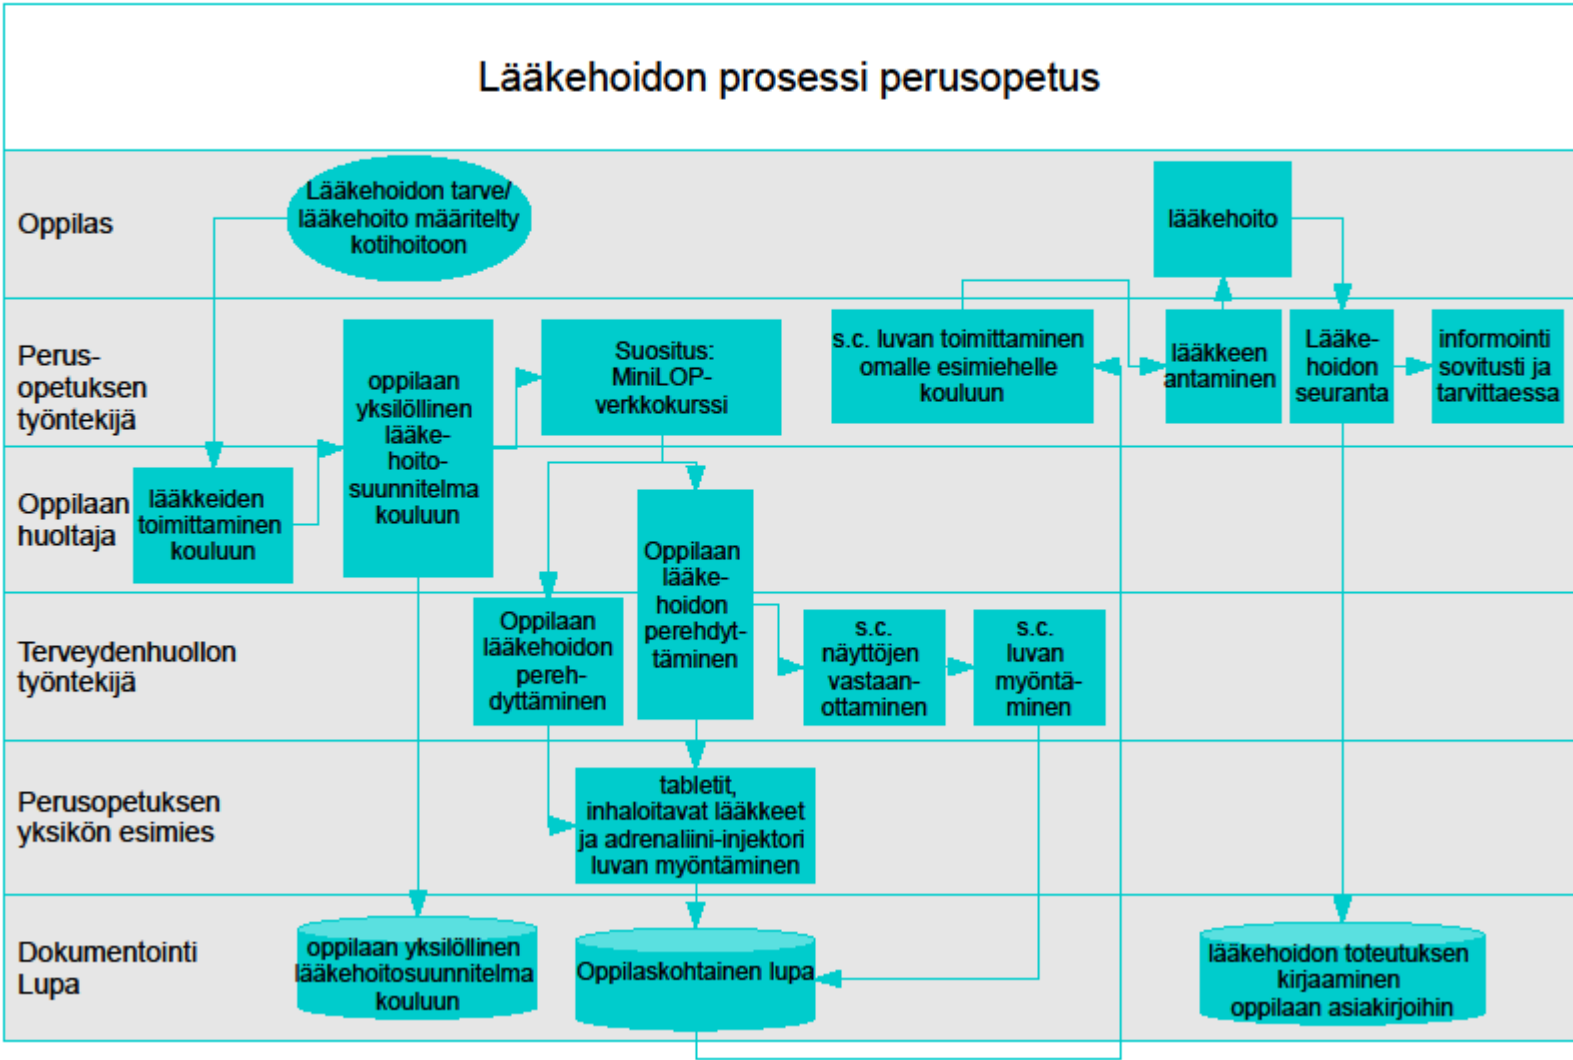 Lääkehoidon prosessi perusopetus
Oppilas
Lääkehoidon tarve/
lääkehoito määritelty
kotihoitoon
lääkehoito
Perus-
opetuksen
työntekijä
oppilaan
yksilöllinen
lääke-
hoito-
suunnitelma
kouluun
Suositus:
MiniLOP-
verkkokurssi
s.c. luvan toimittaminen
omalle esimiehelle
kouluun
lääkkeen
antaminen
Lääke-
hoidon
seuranta
informointi
sovitusti ja
tarvittaessa
Oppilaan
huoltaja
lääkkeiden
toimittaminen
kouluun
Oppilaan
lääke-
hoidon
perehdyt-
täminen
Terveydenhuollon
työntekijä
Oppilaan
lääkehoidon
pereh-
dyttäminen
s.c.
näyttöjen
vastaan-
ottaminen
s.c.
luvan
myöntä-
minen
Perusopetuksen
yksikön esimies
tabletit,
inhaloitavat lääkkeet
ja adrenaliini-injektori
luvan myöntäminen
Dokumentointi
Lupa
oppilaan yksilöllinen
lääkehoitosuunnitelma
kouluun
Oppilaskohtainen lupa
lääkehoidon toteutuksen
kirjaaminen
oppilaan asiakirjoihin